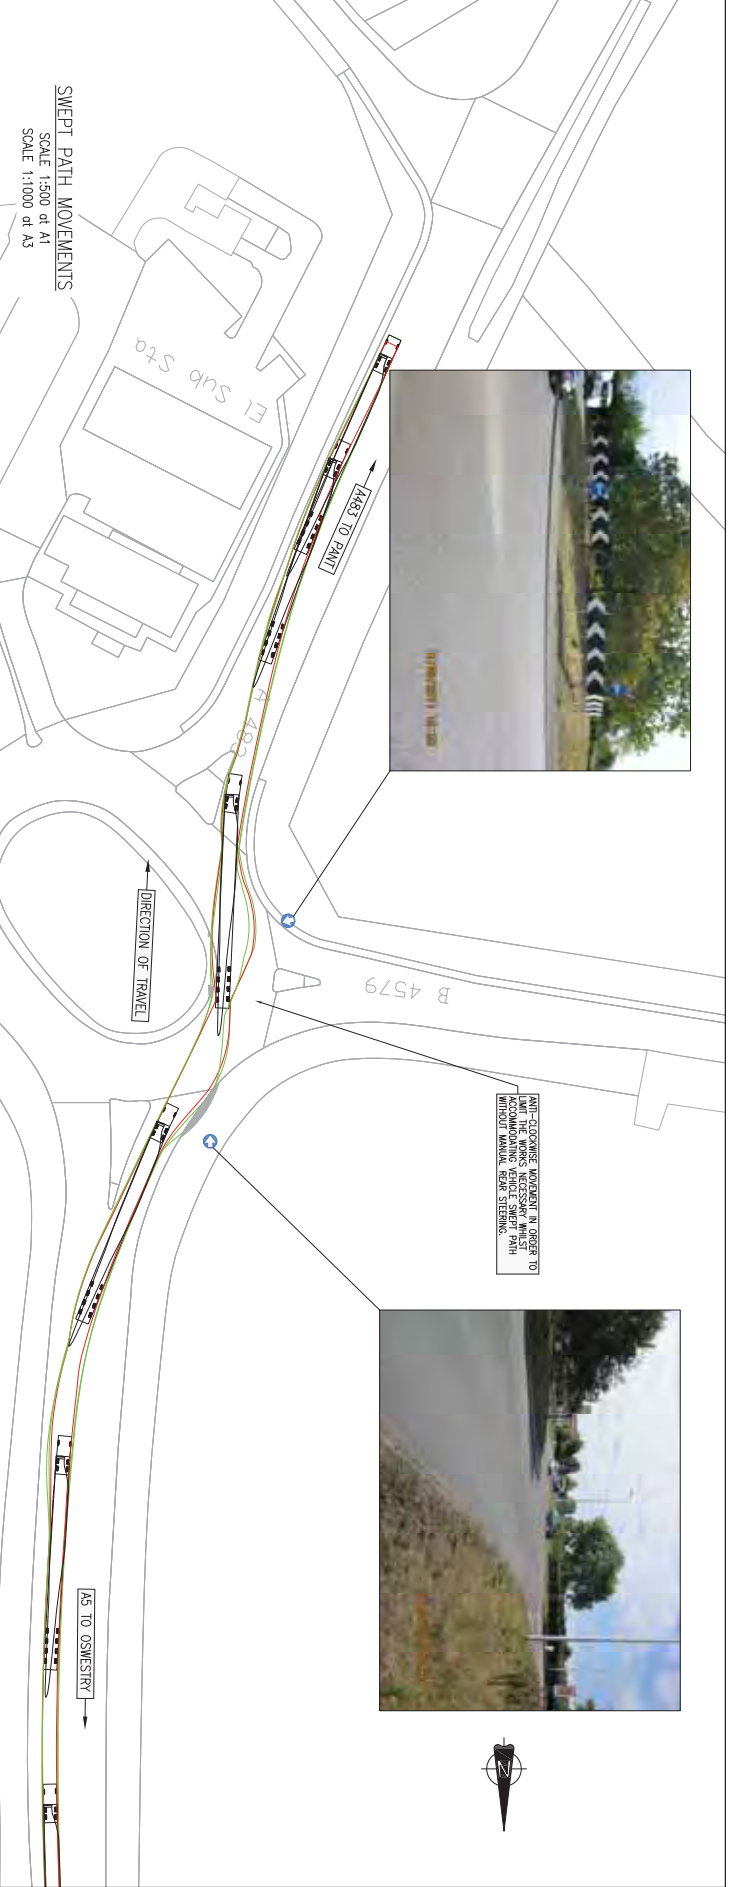 SWEPT PATH MOVEMENTS
SCALE 1:500 at A1
SCALE 1:1000 at A3
El Sub Sta
A483 TO PANT
A 483
DIRECTION OF TRAVEL
B 4579
ANTI-CLOCKWISE MOVEMENT IN ORDER TO
LIMIT THE WORKS NECESSARY WHILST
ACCOMMODATING VEHICLE SWEPT PATH
WITHOUT MANUAL REAR STEERING.
A5 TO OSWESTRY
N